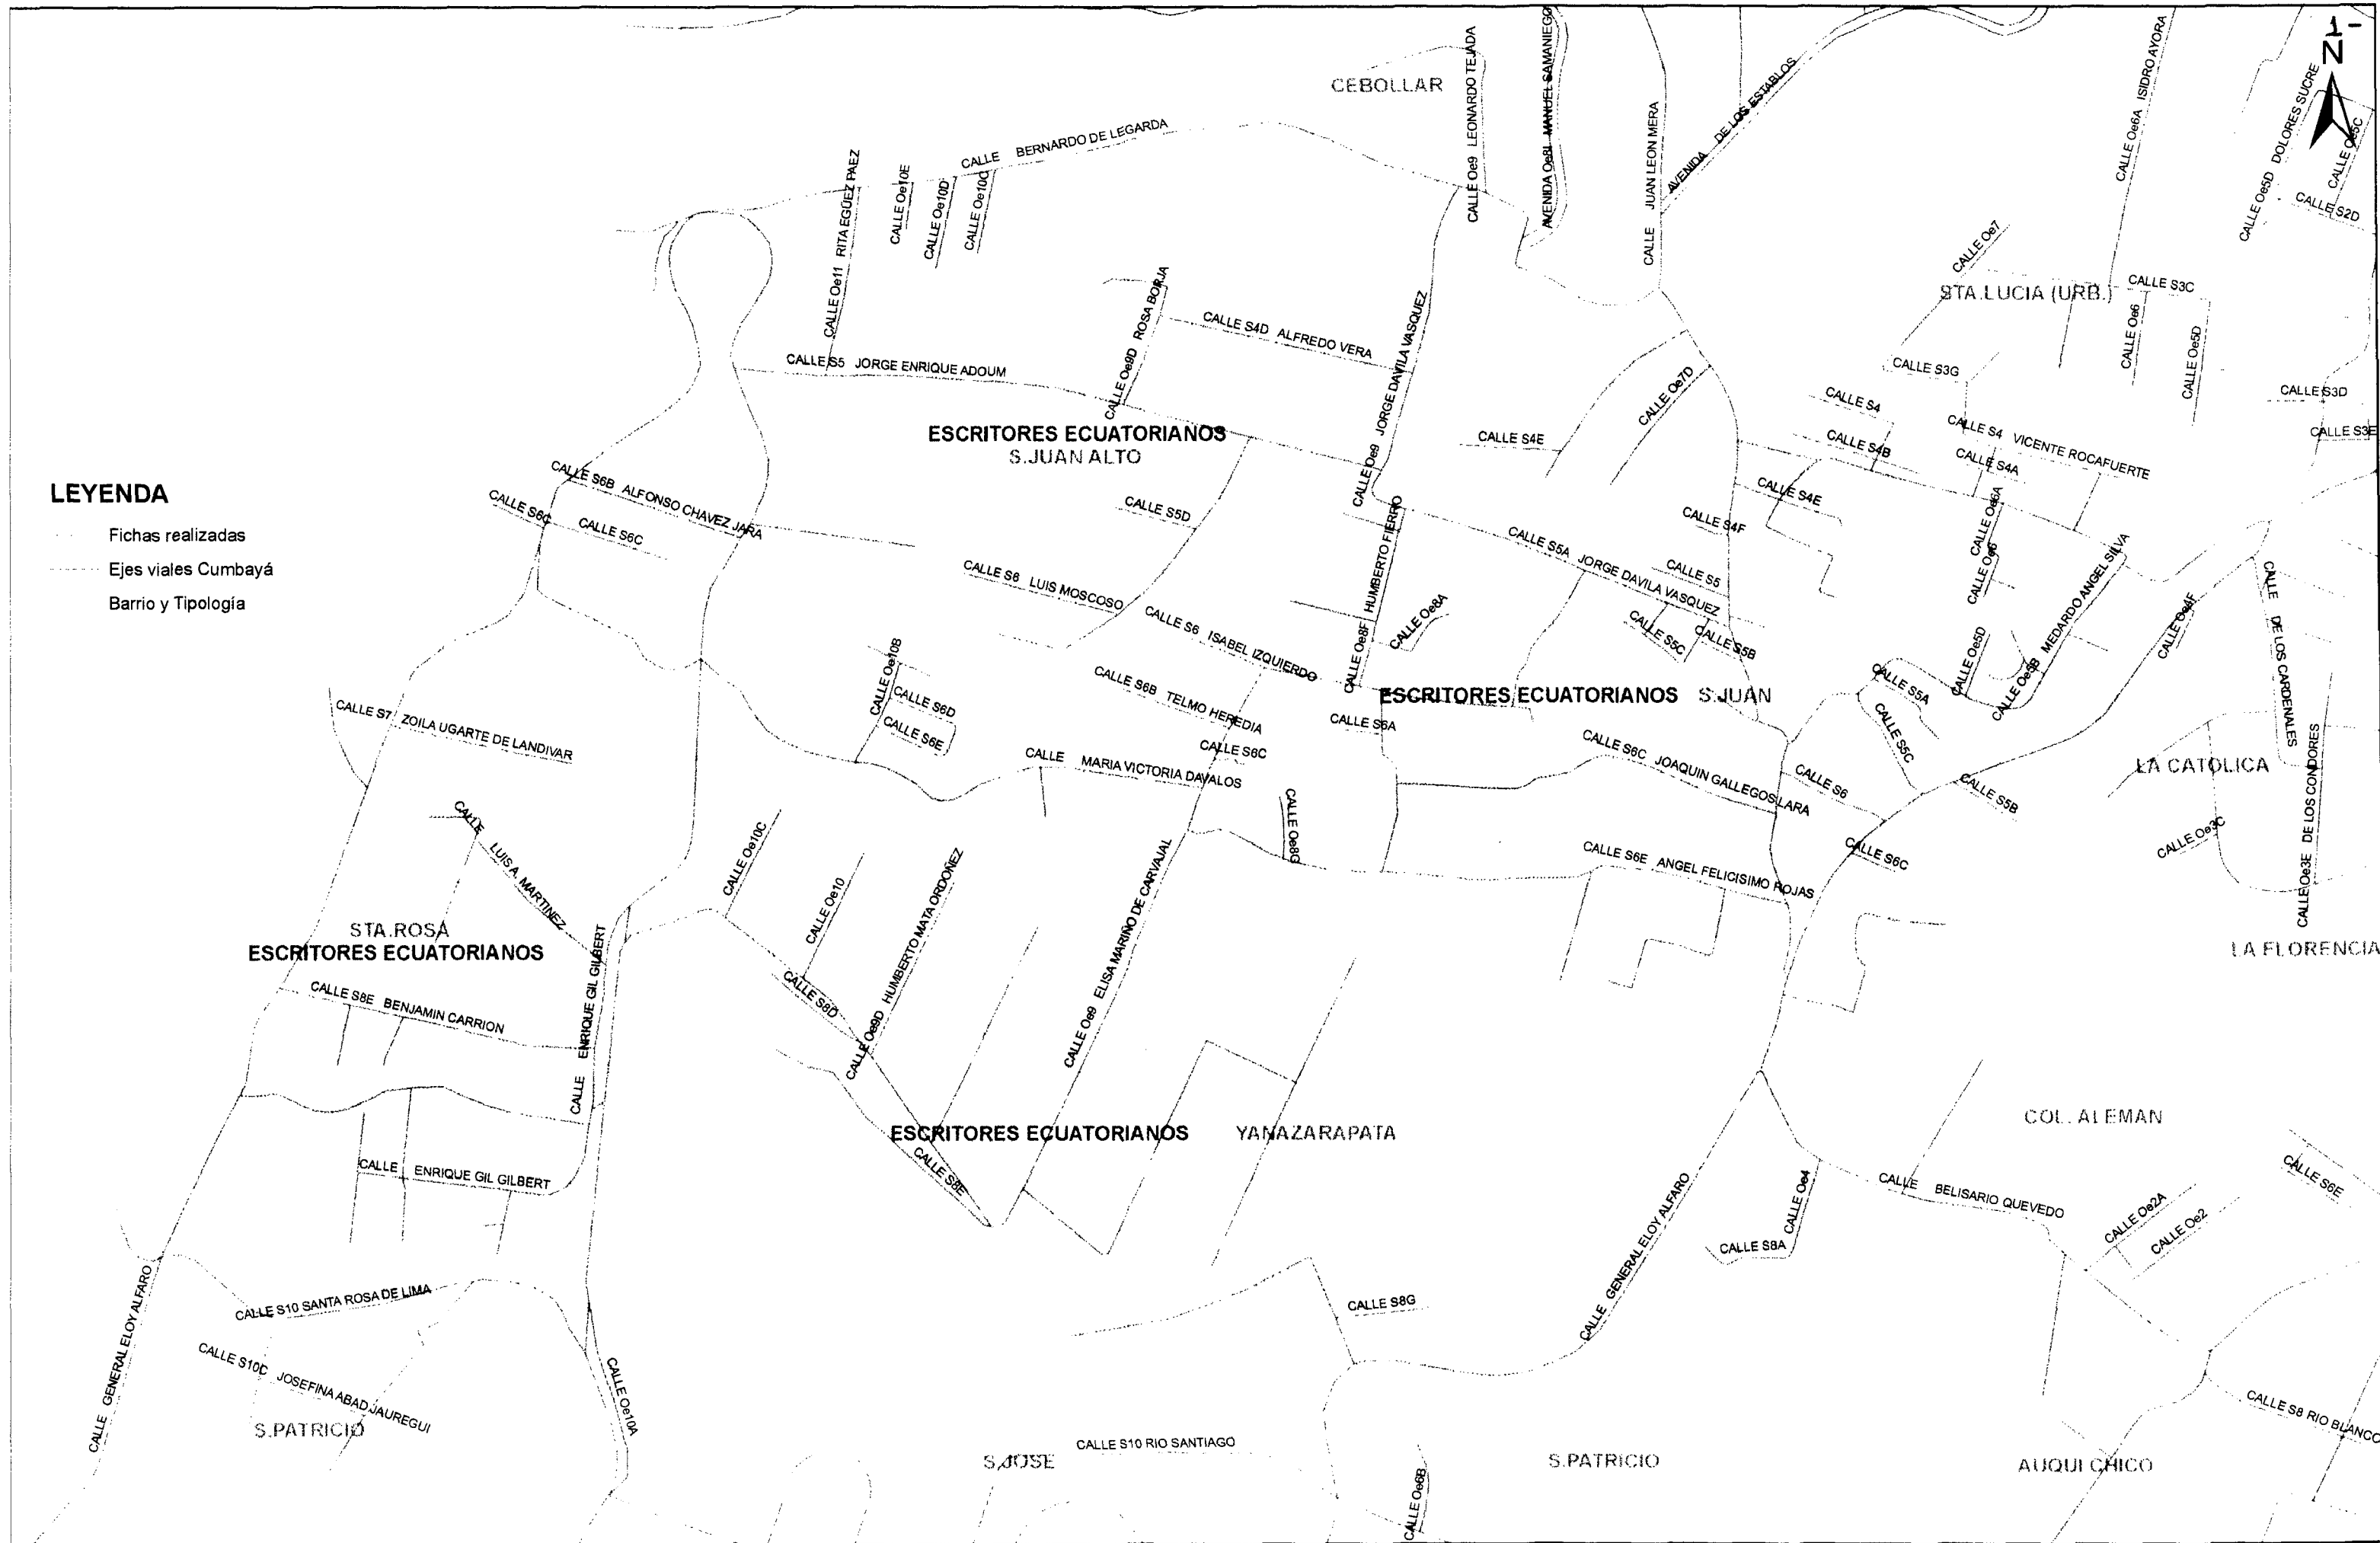 1-
N
CEBOLLAR
CALLE Oe9 LEONARDO TEJADA
AVENIDA Oe8I MANUEL SAMANIEGO
CALLE JUAN LEON MERA
AVENIDA DE LOS ESTABLOS
CALLE Oe6A ISIDRO AYORA
CALLE Oe5D DOLORES SUCRE
CALLE Oe5C
CALLE S2D
CALLE BERNARDO DE LEGARDA
CALLE Oe11 RITA EGÜEZ PAEZ
CALLE Oe10E
CALLE Oe10D
CALLE Oe10C
CALLE Oe7
STA.LUCIA (URB.)
CALLE S3C
CALLE Oe6
CALLE Oe5D
CALLE Oe9D ROSA BORJA
CALLE S4D ALFREDO VERA
CALLE Oe9 JORGE DAVILA VASQUEZ
CALLE S5 JORGE ENRIQUE ADOUM
CALLE Oe7D
CALLE S3G
CALLE S3D
CALLE S3E
CALLE S4
CALLE S4 VICENTE ROCAFUERTE
CALLE S4B
CALLE S4A
CALLE S4E
ESCRITORES ECUATORIANOS
S.JUAN ALTO
LEYENDA
Fichas realizadas
Ejes viales Cumbayá
Barrio y Tipología
CALLE S6B ALFONSO CHAVEZ JARA
CALLE S6C
CALLE S6C
CALLE S5D
CALLE S4E
CALLE S4F
CALLE Oe6A
CALLE Oe6
CALLE S5A JORGE DAVILA VASQUEZ
CALLE S5
CALLE S5C
CALLE S5B
CALLE Oe8F HUMBERTO FIERRO
CALLE Oe8A
CALLE S6 LUIS MOSCOSO
CALLE S6 ISABEL IZQUIERDO
CALLE Oe5B MEDARDO ANGEL SILVA
CALLE Oe5D
CALLE Oe4F
CALLE DE LOS CARDENALES
CALLE Oe10B
CALLE S6D
CALLE S6E
CALLE S6B TELMO HEREDIA
CALLE S6A
ESCRITORES ECUATORIANOS S.JUAN
CALLE S5A
CALLE S5C
CALLE S7 ZOILA UGARTE DE LANDIVAR
CALLE S6C
CALLE MARIA VICTORIA DAVALOS
CALLE S6C JOAQUIN GALLEGOS LARA
CALLE S6
CALLE S5B
LA CATOLICA
CALLE Oe3C
CALLE Oe3E DE LOS CONDORES
CALLE LUIS A. MARTINEZ
CALLE Oe10C
CALLE Oe10
CALLE Oe9D HUMBERTO MATA ORDOÑEZ
CALLE Oe9 ELISA MARIÑO DE CARVAJAL
CALLE Oe8G
CALLE S6E ANGEL FELICISIMO ROJAS
CALLE S6C
STA.ROSA
ESCRITORES ECUATORIANOS
LA FLORENCIA
CALLE S8E BENJAMIN CARRION
CALLE ENRIQUE GIL GILBERT
CALLE S8D
ESCRITORES ECUATORIANOS YANAZARAPATA
COL. ALEMAN
CALLE ENRIQUE GIL GILBERT
CALLE S8E
CALLE Oe4
CALLE S8A
CALLE BELISARIO QUEVEDO
CALLE Oe2A
CALLE Oe2
CALLE S6E
CALLE GENERAL ELOY ALFARO
CALLE S10 SANTA ROSA DE LIMA
CALLE S8G
CALLE GENERAL ELOY ALFARO
CALLE S10C JOSEFINA ABAD JAUREGUI
CALLE Oe10A
S.PATRICIO
S.JOSE
CALLE S10 RIO SANTIAGO
CALLE Oe6B
S.PATRICIO
CALLE S8 RIO BLANCO
AUQUI CHICO